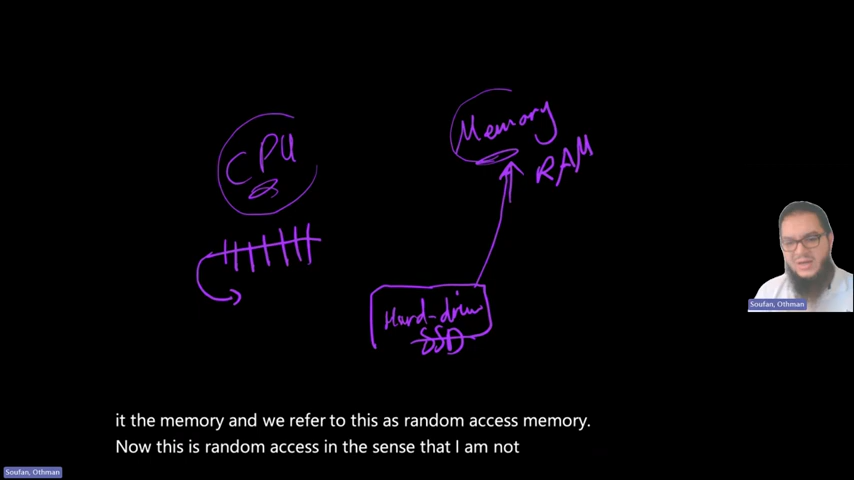 CPU
Memory
RAM
Hard-drive
SSD
Soufan, Othman
it the memory and we refer to this as random access memory.
Now this is random access in the sense that I am not
Soufan, Othman